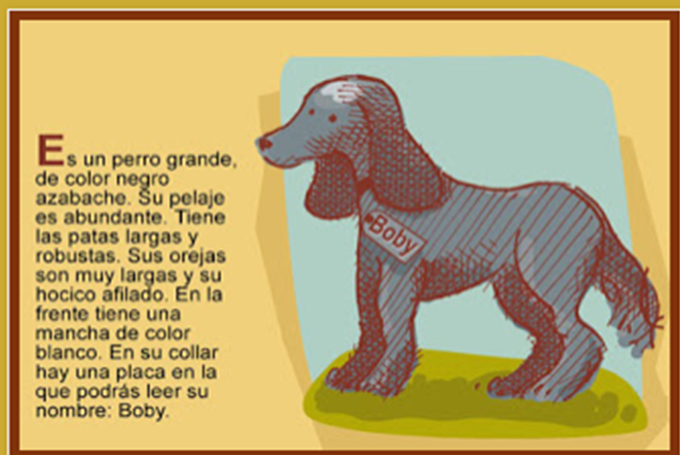 Es un perro grande,
de color negro
azabache. Su pelaje
es abundante. Tiene
las patas largas y
robustas. Sus orejas
son muy largas y su
hocico afilado. En la
frente tiene una
mancha de color
blanco. En su collar
hay una placa en la
que podrás leer su
nombre: Boby.
Boby